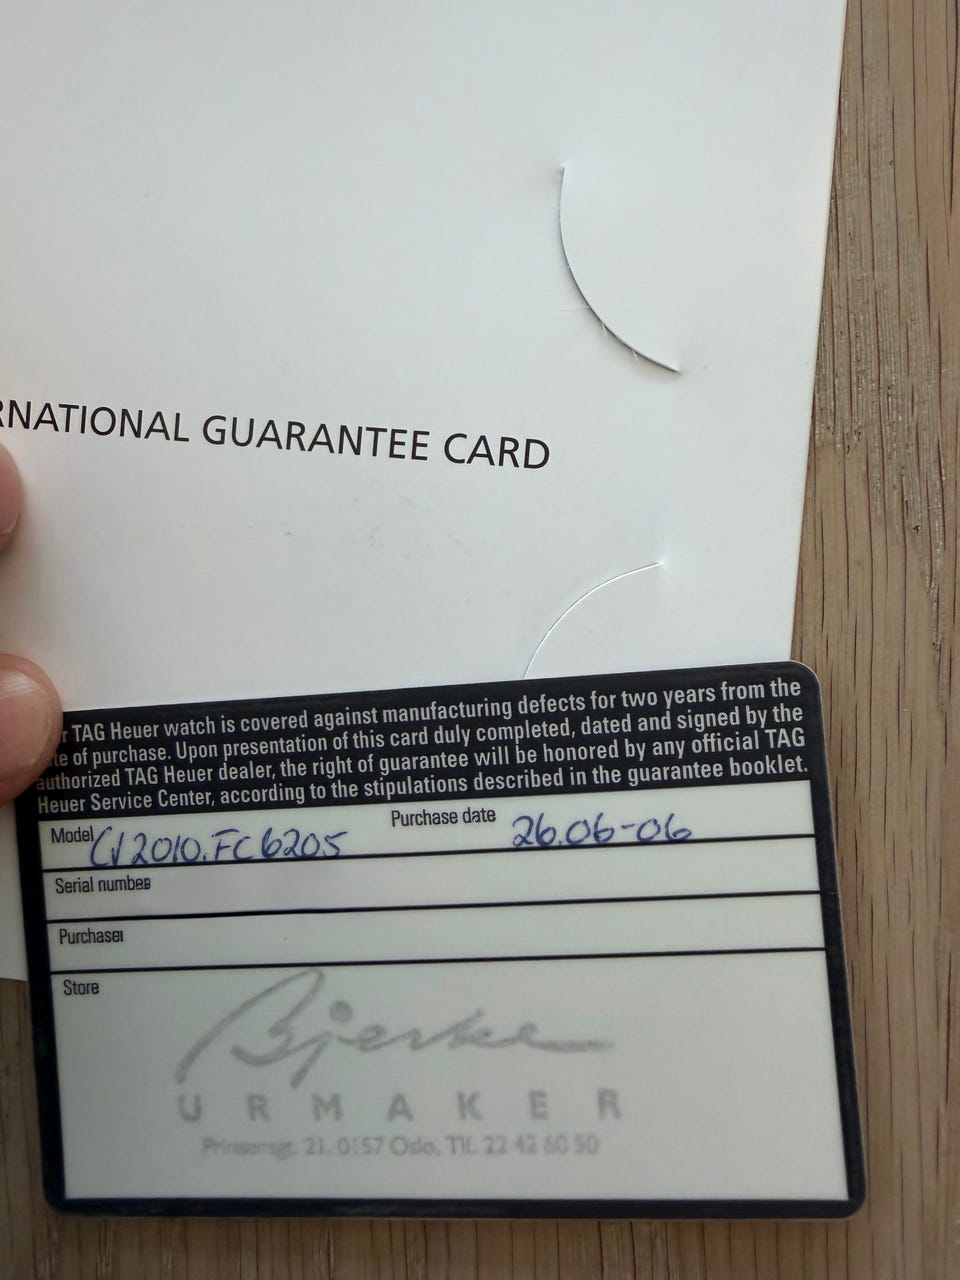 RNATIONAL GUARANTEE CARD
r TAG Heuer watch is covered against manufacturing defects for two years from the
te of purchase. Upon presentation of this card duly completed, dated and signed by the
authorized TAG Heuer dealer, the right of guarantee will be honored by any official TAG
Heuer Service Center, according to the stipulations described in the guarantee booklet.
Model CV2010.FC6205 Purchase date 26.06-06
Serial number
Purchaser
Store
Bjerke
URMAKER
Prinsensgt. 21. 0157 Oslo, Tlf. 22 42 60 50